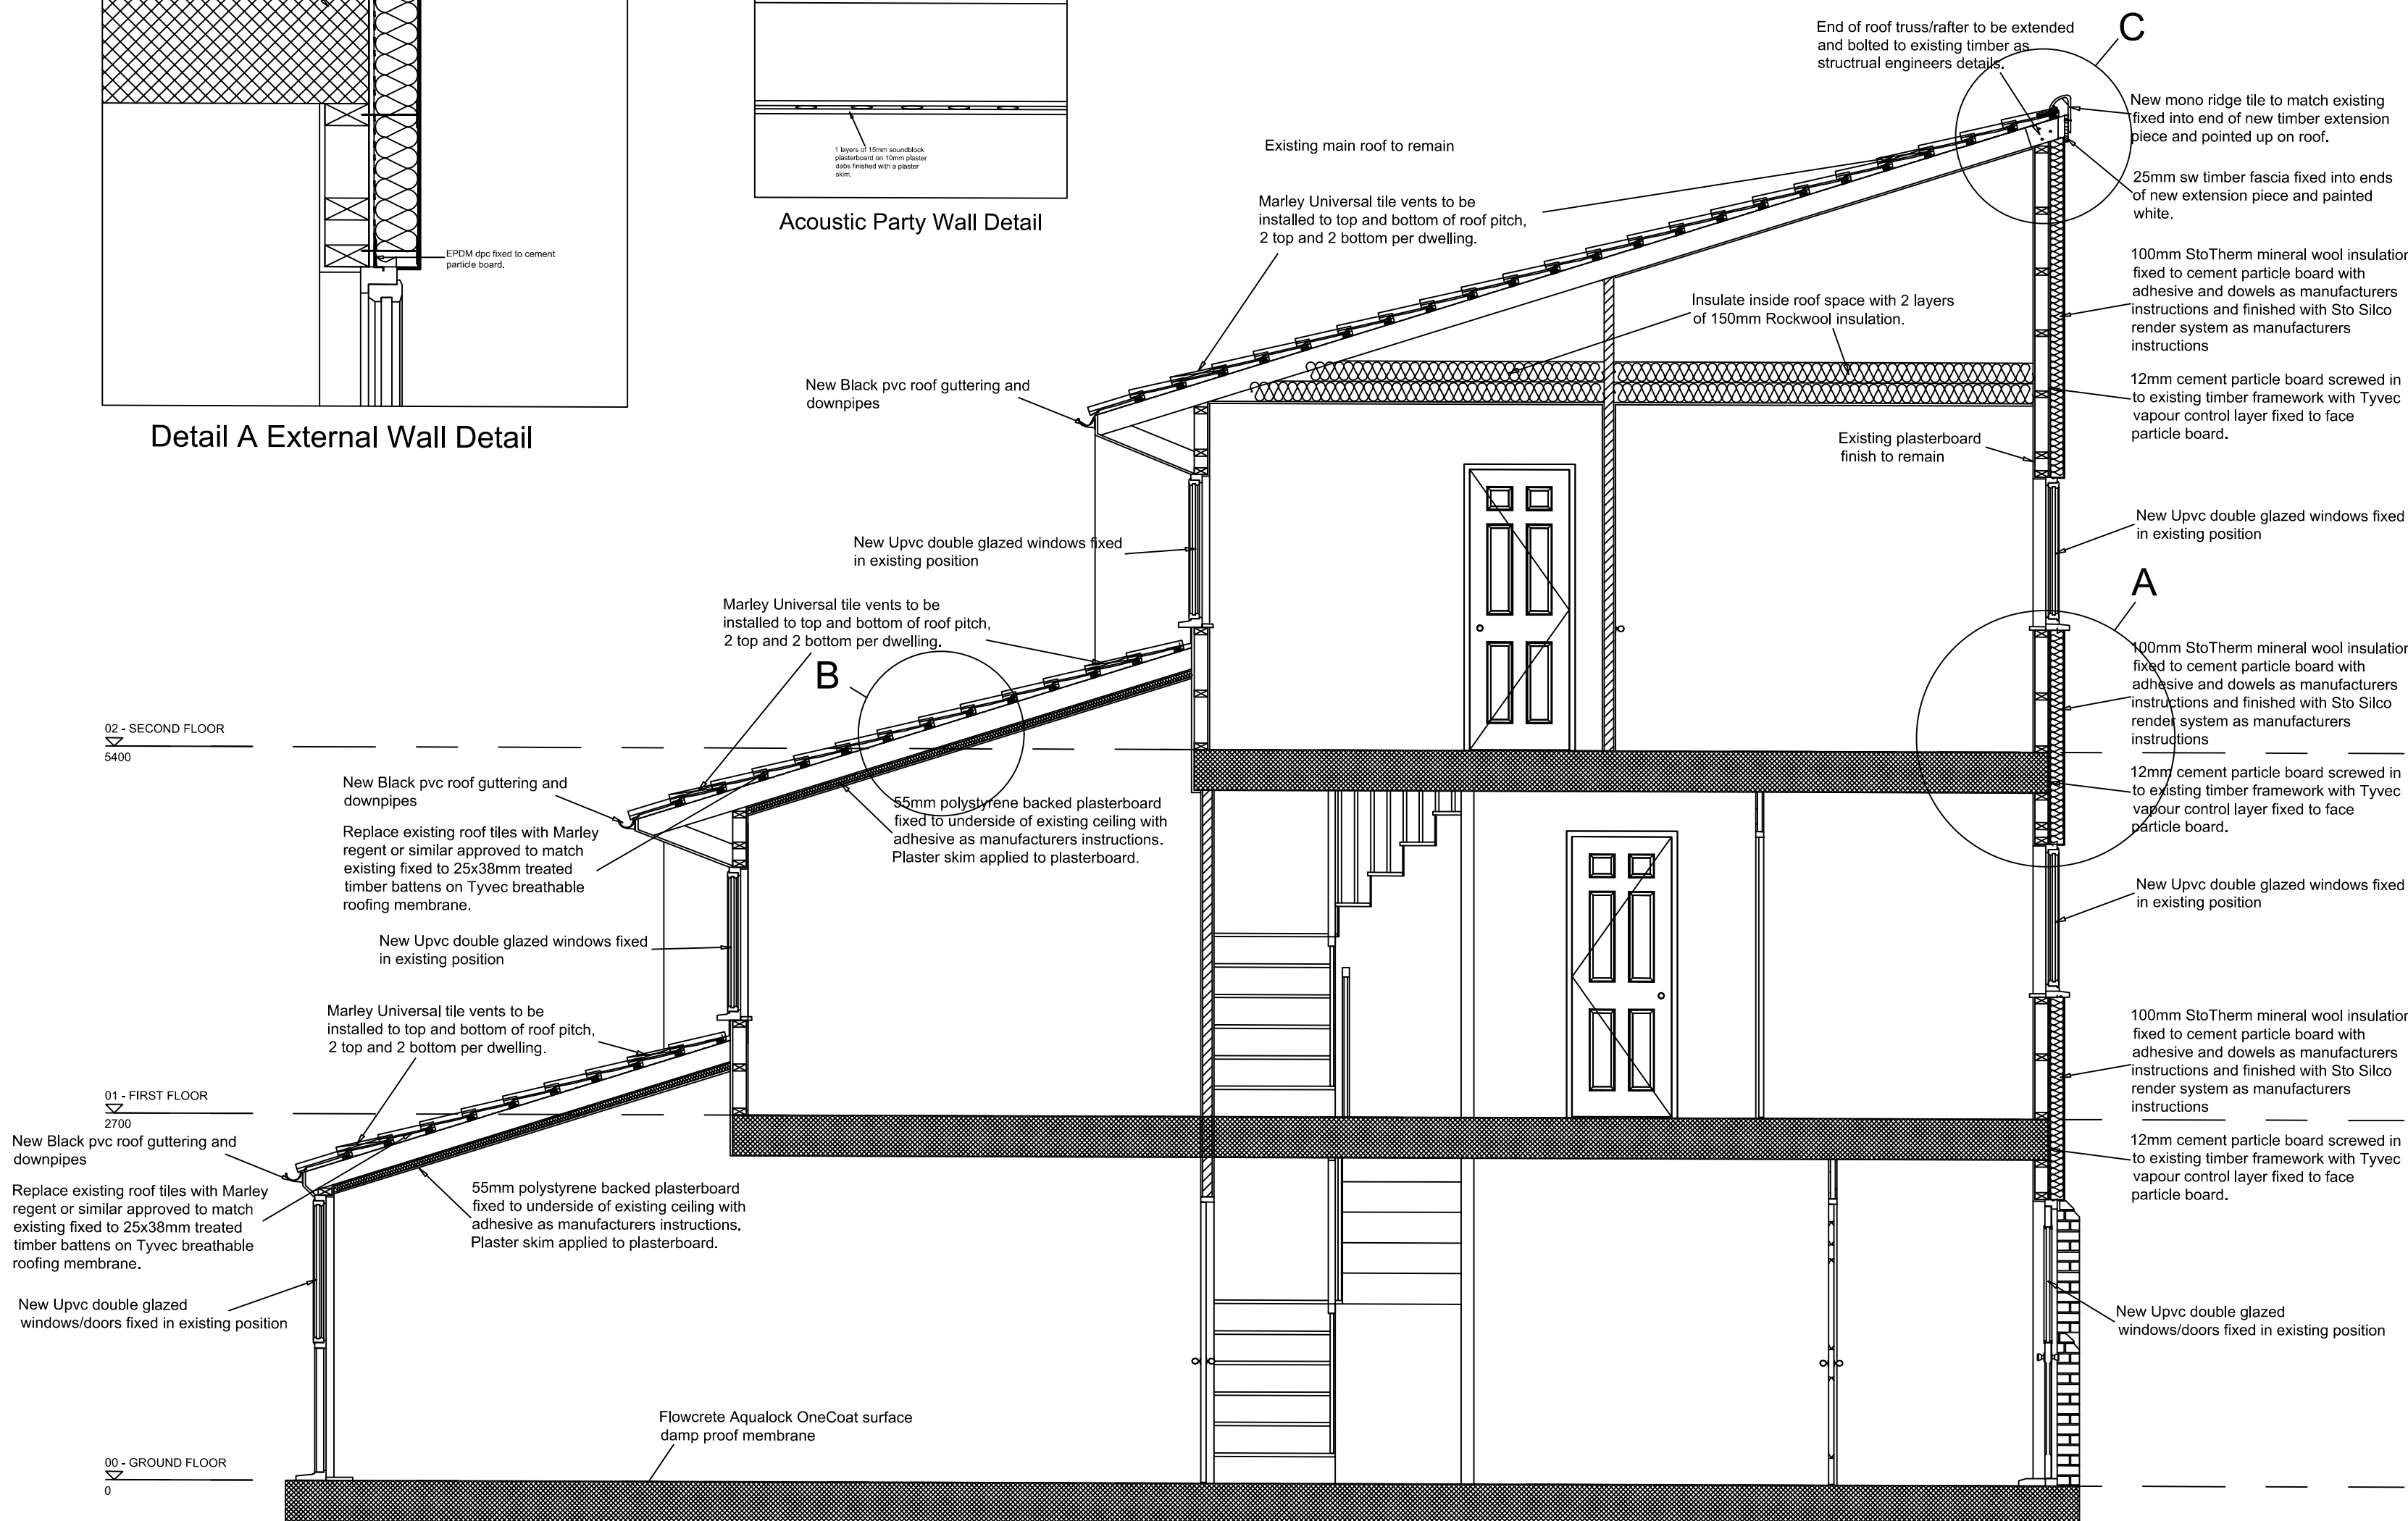 EPDM dpc fixed to cement
particle board.
Detail A External Wall Detail
1 layers of 15mm soundblock
plasterboard on 10mm plaster
dabs finished with a plaster
skim.
Acoustic Party Wall Detail
End of roof truss/rafter to be extended
and bolted to existing timber as
structrual engineers details.
C
New mono ridge tile to match existing
fixed into end of new timber extension
piece and pointed up on roof.
25mm sw timber fascia fixed into ends
of new extension piece and painted
white.
Existing main roof to remain
Marley Universal tile vents to be
installed to top and bottom of roof pitch,
2 top and 2 bottom per dwelling.
100mm StoTherm mineral wool insulation
fixed to cement particle board with
adhesive and dowels as manufacturers
instructions and finished with Sto Silco
render system as manufacturers
instructions
Insulate inside roof space with 2 layers
of 150mm Rockwool insulation.
New Black pvc roof guttering and
downpipes
12mm cement particle board screwed in
to existing timber framework with Tyvec
vapour control layer fixed to face
particle board.
Existing plasterboard
finish to remain
New Upvc double glazed windows fixed
in existing position
New Upvc double glazed windows fixed
in existing position
A
Marley Universal tile vents to be
installed to top and bottom of roof pitch,
2 top and 2 bottom per dwelling.
B
100mm StoTherm mineral wool insulation
fixed to cement particle board with
adhesive and dowels as manufacturers
instructions and finished with Sto Silco
render system as manufacturers
instructions
02 - SECOND FLOOR
5400
New Black pvc roof guttering and
downpipes
12mm cement particle board screwed in
to existing timber framework with Tyvec
vapour control layer fixed to face
particle board.
55mm polystyrene backed plasterboard
fixed to underside of existing ceiling with
adhesive as manufacturers instructions.
Plaster skim applied to plasterboard.
Replace existing roof tiles with Marley
regent or similar approved to match
existing fixed to 25x38mm treated
timber battens on Tyvec breathable
roofing membrane.
New Upvc double glazed windows fixed
in existing position
New Upvc double glazed windows fixed
in existing position
Marley Universal tile vents to be
installed to top and bottom of roof pitch,
2 top and 2 bottom per dwelling.
100mm StoTherm mineral wool insulation
fixed to cement particle board with
adhesive and dowels as manufacturers
instructions and finished with Sto Silco
render system as manufacturers
instructions
01 - FIRST FLOOR
2700
New Black pvc roof guttering and
downpipes
12mm cement particle board screwed in
to existing timber framework with Tyvec
vapour control layer fixed to face
particle board.
Replace existing roof tiles with Marley
regent or similar approved to match
existing fixed to 25x38mm treated
timber battens on Tyvec breathable
roofing membrane.
55mm polystyrene backed plasterboard
fixed to underside of existing ceiling with
adhesive as manufacturers instructions.
Plaster skim applied to plasterboard.
New Upvc double glazed
windows/doors fixed in existing position
New Upvc double glazed
windows/doors fixed in existing position
Flowcrete Aqualock OneCoat surface
damp proof membrane
00 - GROUND FLOOR
0